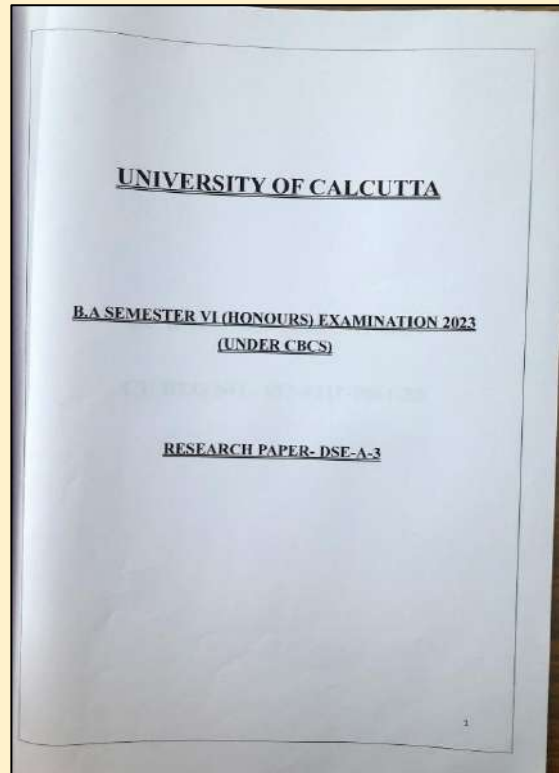 UNIVERSITY OF CALCUTTA
B.A SEMESTER VI (HONOURS) EXAMINATION 2023
(UNDER CBCS)
RESEARCH PAPER- DSE-A-3
1